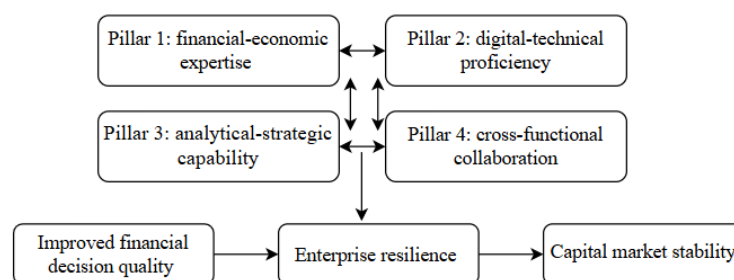 Pillar 1: financial-economic
expertise
Pillar 2: digital-technical
proficiency
Pillar 3: analytical-strategic
capability
Pillar 4: cross-functional
collaboration
Improved financial
decision quality
Enterprise resilience
Capital market stability